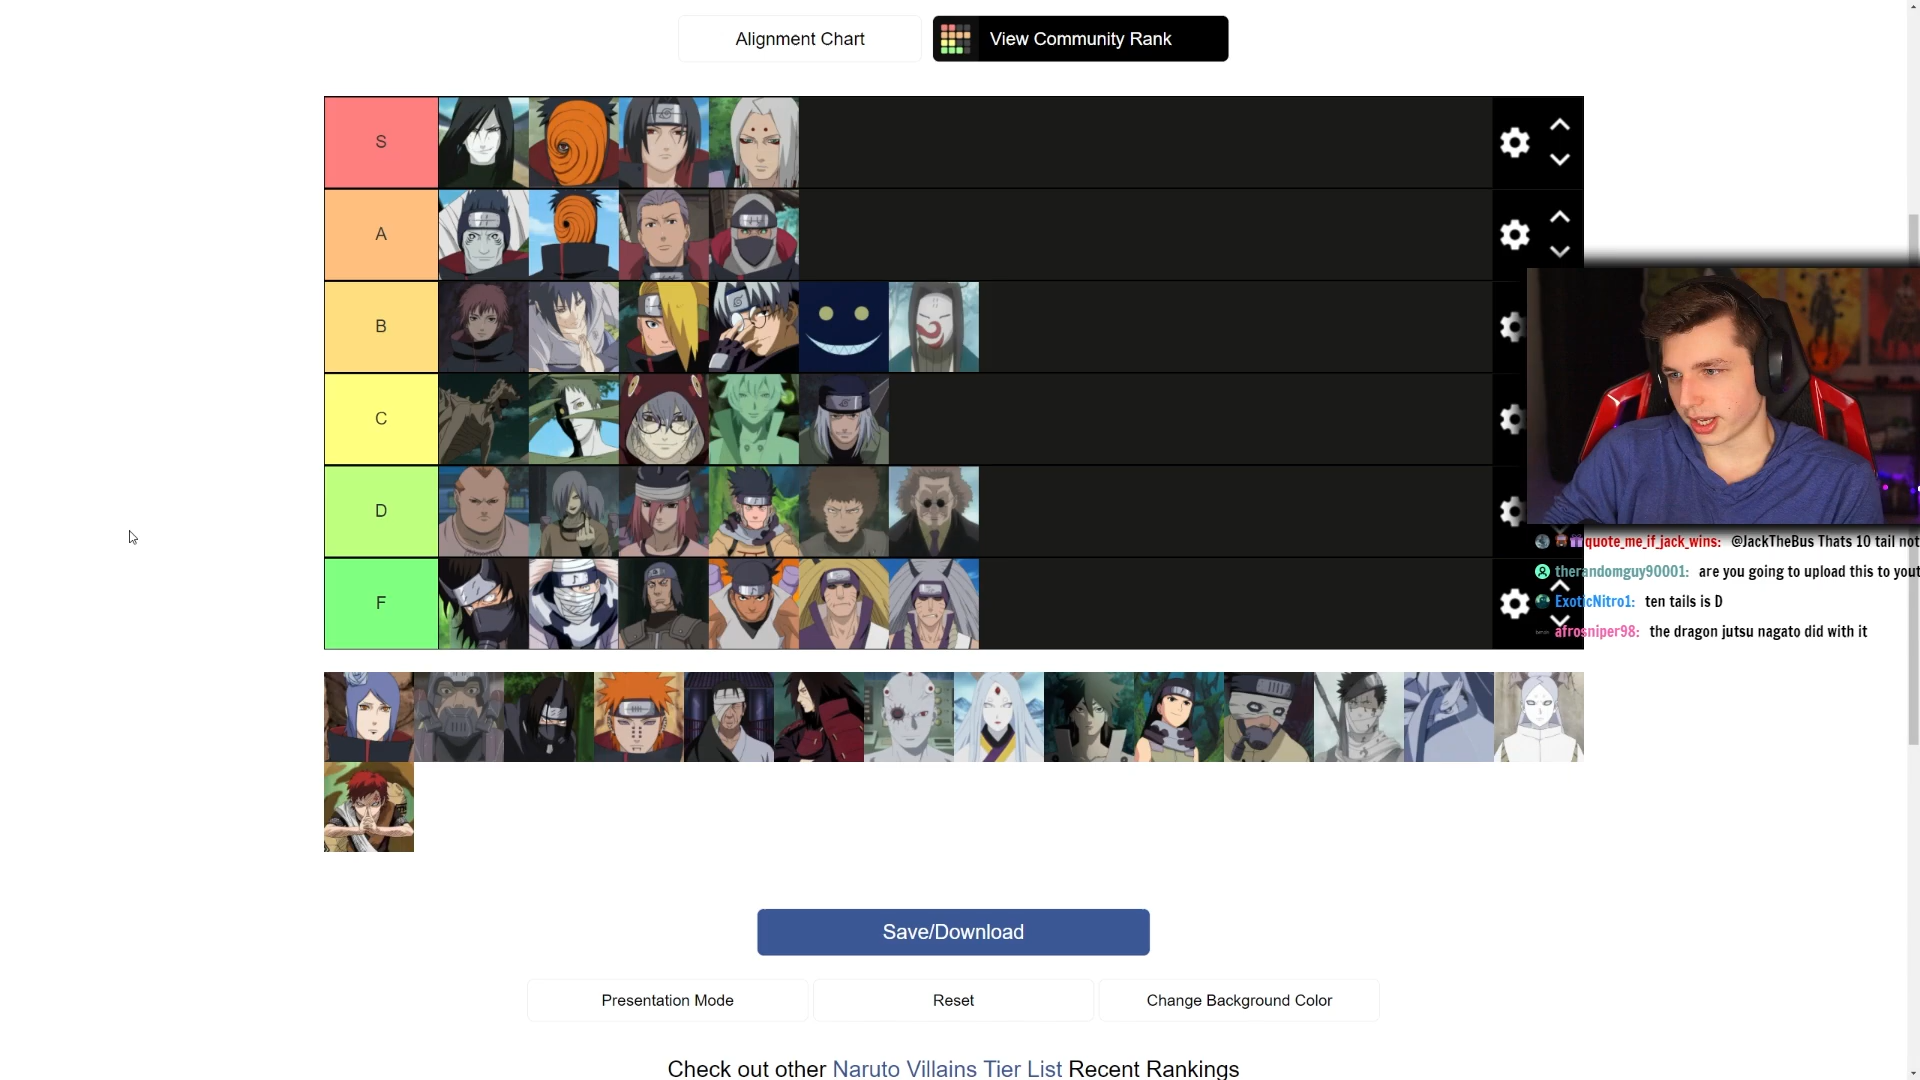 Alignment Chart
View Community Rank
S
A
B
C
D
F
quote_me_if_jack_wins: @JackTheBus Thats 10 tail not
therandomguy90001: are you going to upload this to yout
ExoticNitro1: ten tails is D
afrosniper98: the dragon jutsu nagato did with it
Save/Download
Presentation Mode
Reset
Change Background Color
Check out other Naruto Villains Tier List Recent Rankings